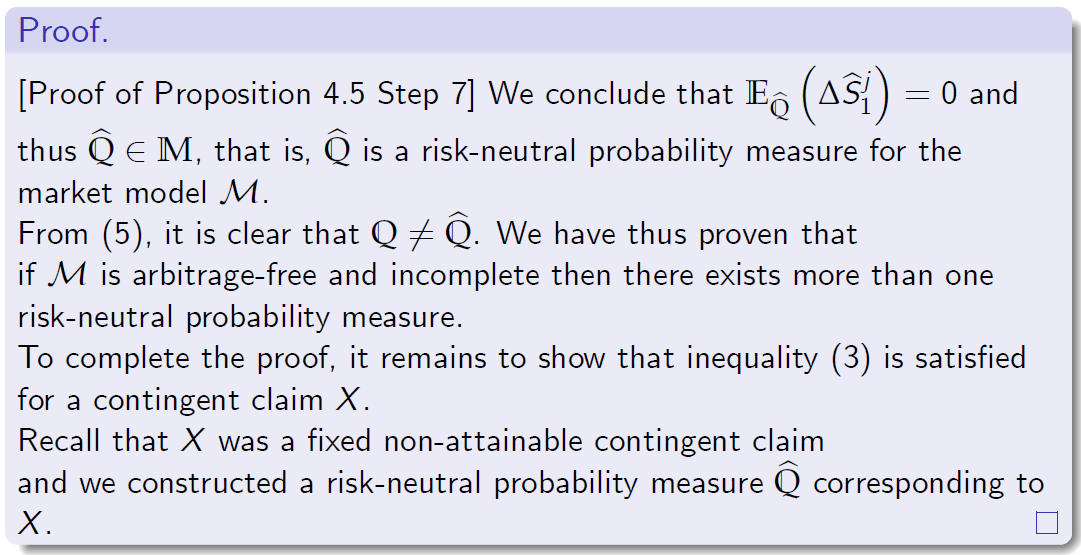 Proof.
[Proof of Proposition 4.5 Step 7] We conclude that $\mathbb{E}_{\widehat{\mathbb{Q}}}\left(\Delta\widehat{S}_1^j\right) = 0$ and
thus $\widehat{\mathbb{Q}} \in \mathbb{M}$, that is, $\widehat{\mathbb{Q}}$ is a risk-neutral probability measure for the
market model $\mathcal{M}$.
From (5), it is clear that $\mathbb{Q} \neq \widehat{\mathbb{Q}}$. We have thus proven that
if $\mathcal{M}$ is arbitrage-free and incomplete then there exists more than one
risk-neutral probability measure.
To complete the proof, it remains to show that inequality (3) is satisfied
for a contingent claim $X$.
Recall that $X$ was a fixed non-attainable contingent claim
and we constructed a risk-neutral probability measure $\widehat{\mathbb{Q}}$ corresponding to
$X$. □